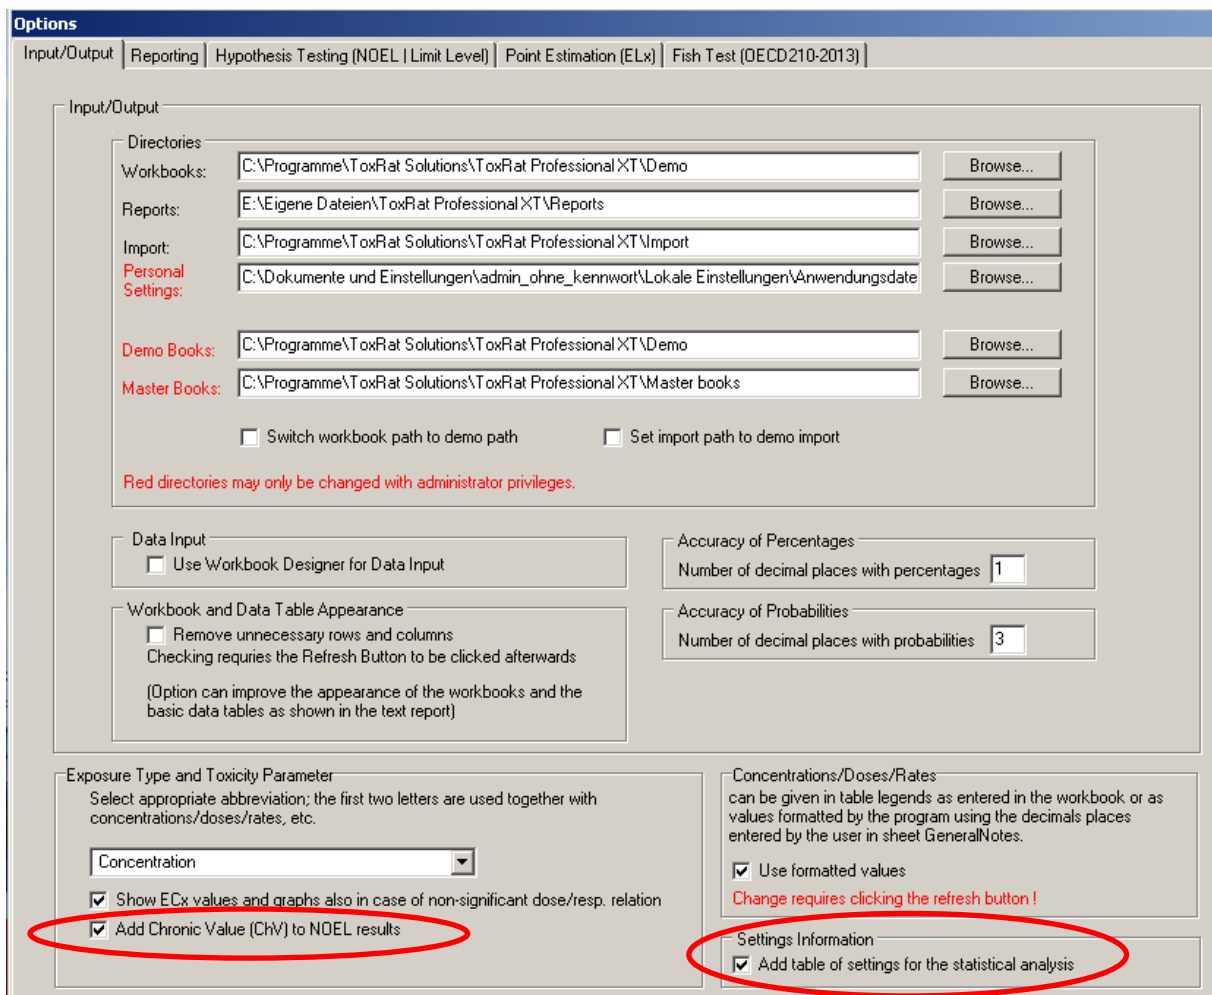 Options
Input/Output Reporting Hypothesis Testing (NOEL | Limit Level) Point Estimation (ELx) Fish Test (OECD210-2013)
Input/Output
Directories
Workbooks: C:\Programme\ToxRat Solutions\ToxRat Professional XT\Demo Browse...
Reports: E:\Eigene Dateien\ToxRat Professional XT\Reports Browse...
Import: C:\Programme\ToxRat Solutions\ToxRat Professional XT\Import Browse...
Personal
Settings: C:\Dokumente und Einstellungen\admin_ohne_kennwort\Lokale Einstellungen\Anwendungsdate Browse...
Demo Books: C:\Programme\ToxRat Solutions\ToxRat Professional XT\Demo Browse...
Master Books: C:\Programme\ToxRat Solutions\ToxRat Professional XT\Master books Browse...
Switch workbook path to demo path Set import path to demo import
Red directories may only be changed with administrator privileges.
Data Input
Use Workbook Designer for Data Input
Accuracy of Percentages
Number of decimal places with percentages 1
Workbook and Data Table Appearance
Remove unnecessary rows and columns
Checking requries the Refresh Button to be clicked afterwards
(Option can improve the appearance of the workbooks and the
basic data tables as shown in the text report)
Accuracy of Probabilities
Number of decimal places with probabilities 3
Exposure Type and Toxicity Parameter
Select appropriate abbreviation; the first two letters are used together with
concentrations/doses/rates, etc.
Concentration
Show ECx values and graphs also in case of non-significant dose/resp. relation
Add Chronic Value (ChV) to NOEL results
Concentrations/Doses/Rates
can be given in table legends as entered in the workbook or as
values formatted by the program using the decimals places
entered by the user in sheet GeneralNotes.
Use formatted values
Change requires clicking the refresh button !
Settings Information
Add table of settings for the statistical analysis